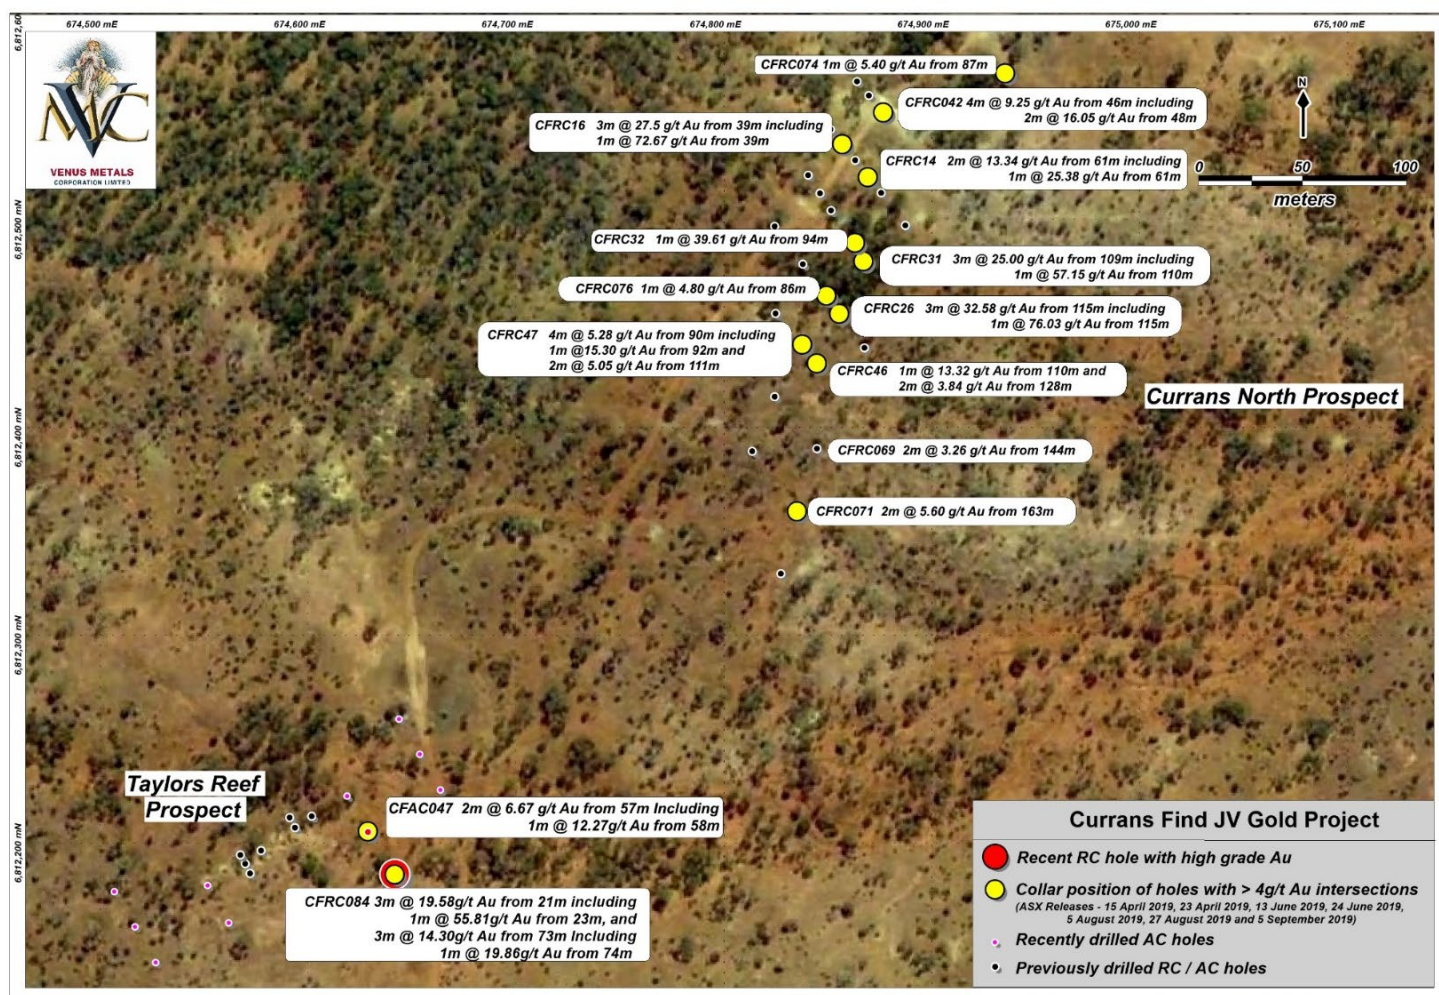 674,500 mE
674,600 mE
674,700 mE
674,800 mE
674,900 mE
675,000 mE
675,100 mE
6,812,60
6,812,500 mN
6,812,400 mN
6,812,300 mN
6,812,200 mN
VMC
VENUS METALS
CORPORATION LIMITED
CFRC074 1m @ 5.40 g/t Au from 87m
CFRC042 4m @ 9.25 g/t Au from 46m including
2m @ 16.05 g/t Au from 48m
N
CFRC16 3m @ 27.5 g/t Au from 39m including
1m @ 72.67 g/t Au from 39m
CFRC14 2m @ 13.34 g/t Au from 61m including
1m @ 25.38 g/t Au from 61m
0 50 100
meters
CFRC32 1m @ 39.61 g/t Au from 94m
CFRC31 3m @ 25.00 g/t Au from 109m including
1m @ 57.15 g/t Au from 110m
CFRC076 1m @ 4.80 g/t Au from 86m
CFRC26 3m @ 32.58 g/t Au from 115m including
1m @ 76.03 g/t Au from 115m
CFRC47 4m @ 5.28 g/t Au from 90m including
1m @15.30 g/t Au from 92m and
2m @ 5.05 g/t Au from 111m
CFRC46 1m @ 13.32 g/t Au from 110m and
2m @ 3.84 g/t Au from 128m
Currans North Prospect
CFRC069 2m @ 3.26 g/t Au from 144m
CFRC071 2m @ 5.60 g/t Au from 163m
Taylors Reef
Prospect
CFAC047 2m @ 6.67 g/t Au from 57m Including
1m @ 12.27g/t Au from 58m
CFRC084 3m @ 19.58g/t Au from 21m including
1m @ 55.81g/t Au from 23m, and
3m @ 14.30g/t Au from 73m Including
1m @ 19.86g/t Au from 74m
Currans Find JV Gold Project
Recent RC hole with high grade Au
Collar position of holes with > 4g/t Au intersections
(ASX Releases - 15 April 2019, 23 April 2019, 13 June 2019, 24 June 2019,
5 August 2019, 27 August 2019 and 5 September 2019)
Recently drilled AC holes
Previously drilled RC / AC holes